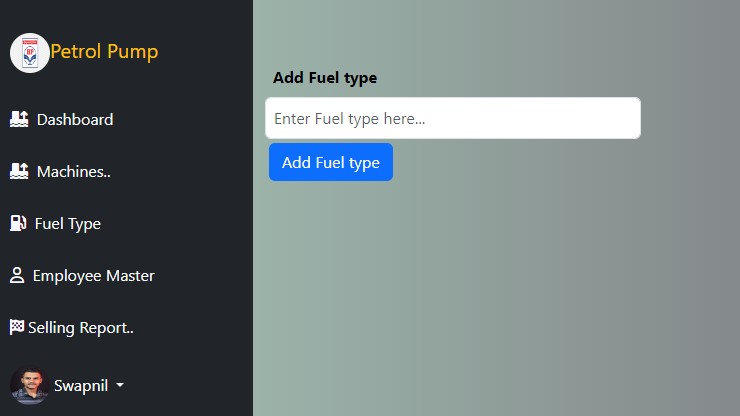 Petrol Pump
Dashboard
Machines..
Fuel Type
Employee Master
Selling Report..
Swapnil
Add Fuel type
Enter Fuel type here...
Add Fuel type